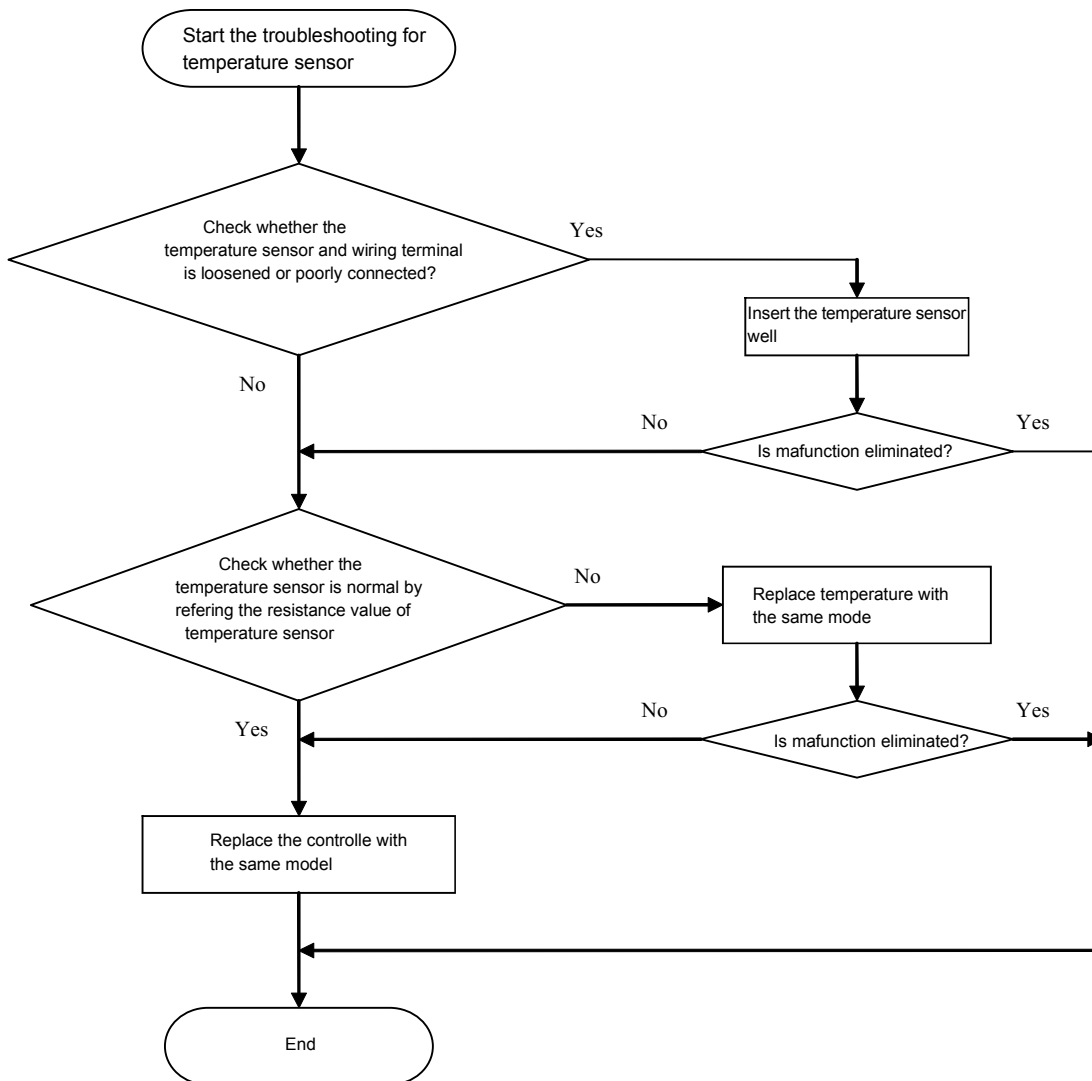 Start the troubleshooting for
temperature sensor
Check whether the
temperature sensor and wiring terminal
is loosened or poorly connected?
Yes
Insert the temperature sensor
well
No
No
Is mafunction eliminated?
Yes
Check whether the
temperature sensor is normal by
refering the resistance value of
temperature sensor
No
Replace temperature with
the same mode
Yes
No
Is mafunction eliminated?
Yes
Replace the controlle with
the same model
End